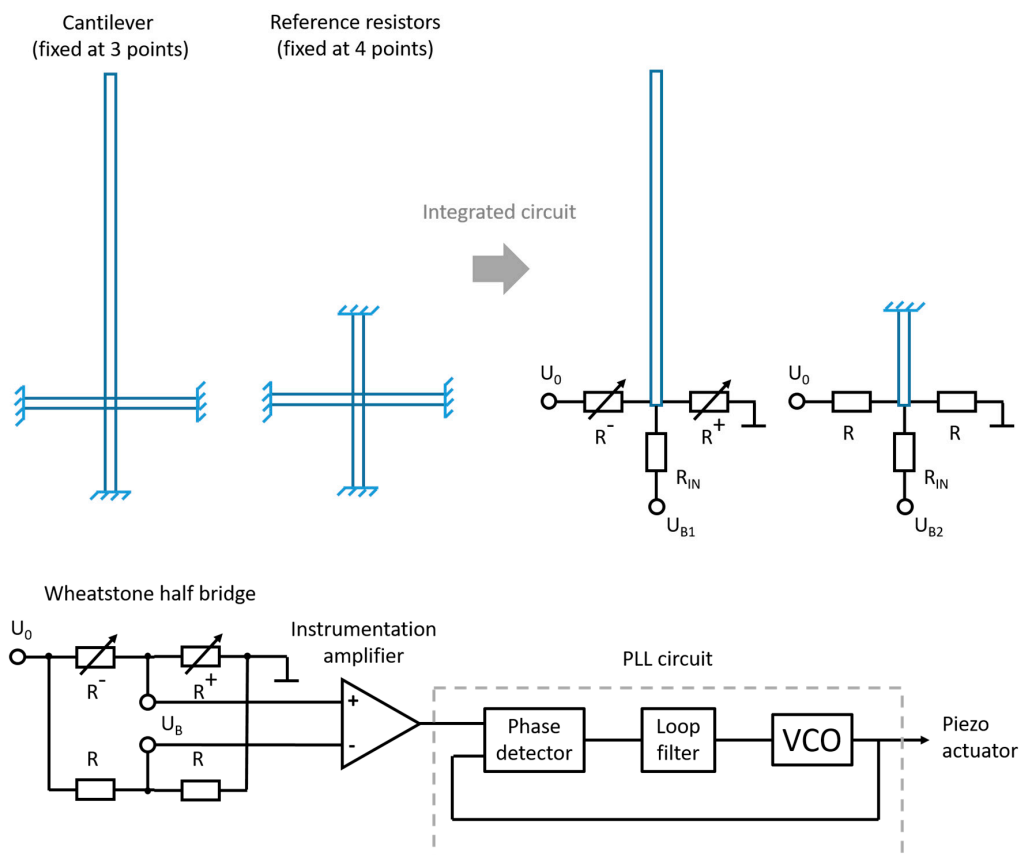 Cantilever
(fixed at 3 points)
Reference resistors
(fixed at 4 points)
Integrated circuit
U0
R-
R+
RIN
UB1
U0
R
R
RIN
UB2
Wheatstone half bridge
U0
R-
R+
UB
R
R
Instrumentation
amplifier
+
-
PLL circuit
Phase
detector
Loop
filter
VCO
Piezo
actuator